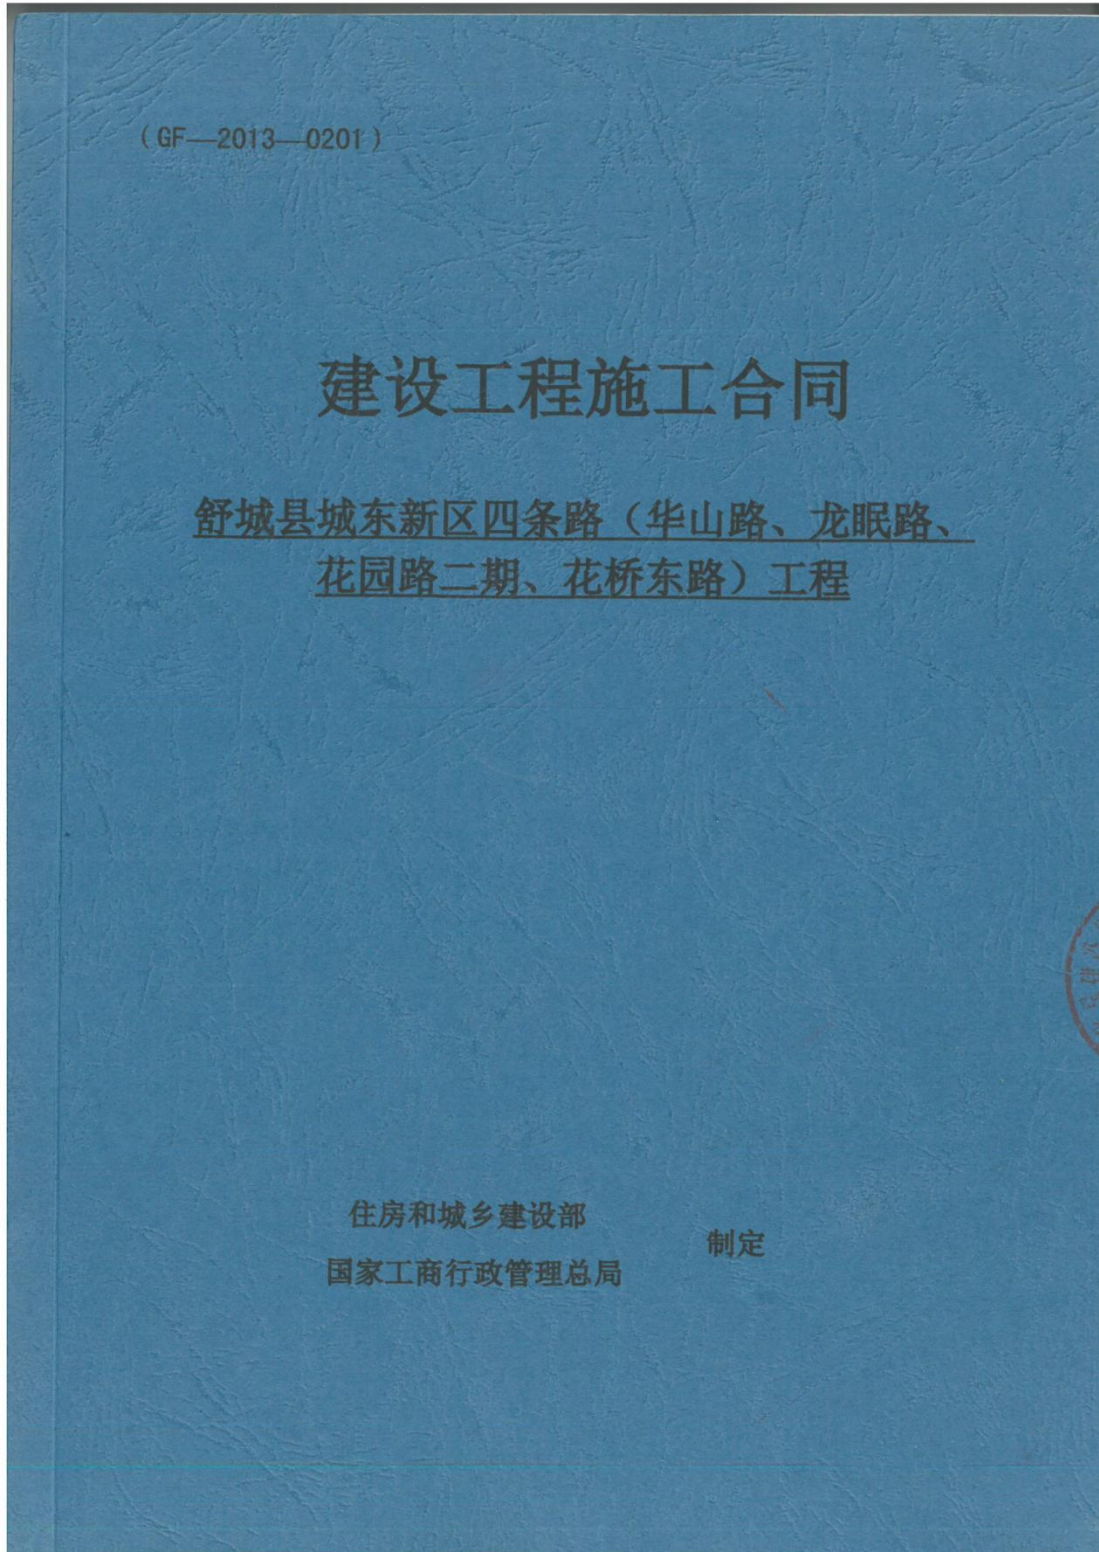 （GF—2013—0201）
建设工程施工合同
舒城县城东新区四条路（华山路、龙眠路、
花园路二期、花桥东路）工程
住房和城乡建设部
制定
国家工商行政管理总局